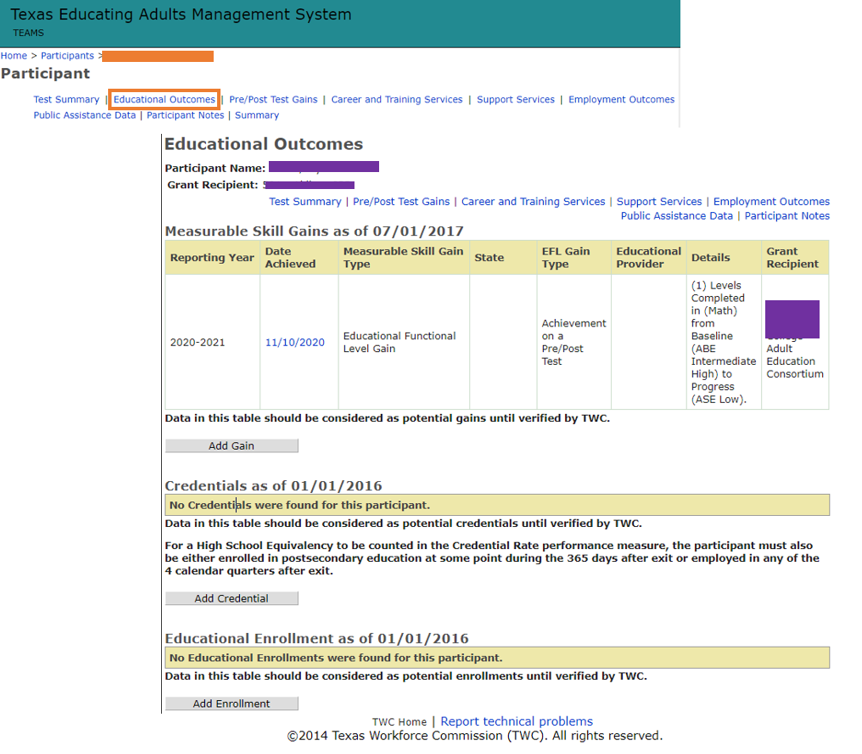 Texas Educating Adults Management System
TEAMS
Home > Participants >
Participant
Test Summary | Educational Outcomes | Pre/Post Test Gains | Career and Training Services | Support Services | Employment Outcomes
Public Assistance Data | Participant Notes | Summary
Educational Outcomes
Participant Name:
Grant Recipient:
Test Summary | Pre/Post Test Gains | Career and Training Services | Support Services | Employment Outcomes
Public Assistance Data | Participant Notes
Measurable Skill Gains as of 07/01/2017
Reporting Year
Date
Achieved
Measurable Skill Gain
Type
State
EFL Gain
Type
Educational
Provider
Details
Grant
Recipient
2020-2021
11/10/2020
Educational Functional
Level Gain
Achievement
on a
Pre/Post
Test
(1) Levels
Completed
in (Math)
from
Baseline
(ABE
Intermediate
High) to
Progress
(ASE Low).
Adult
Education
Consortium
Data in this table should be considered as potential gains until verified by TWC.
Add Gain
Credentials as of 01/01/2016
No Credentials were found for this participant.
Data in this table should be considered as potential credentials until verified by TWC.
For a High School Equivalency to be counted in the Credential Rate performance measure, the participant must also
be either enrolled in postsecondary education at some point during the 365 days after exit or employed in any of the
4 calendar quarters after exit.
Add Credential
Educational Enrollment as of 01/01/2016
No Educational Enrollments were found for this participant.
Data in this table should be considered as potential enrollments until verified by TWC.
Add Enrollment
TWC Home | Report technical problems
©2014 Texas Workforce Commission (TWC). All rights reserved.